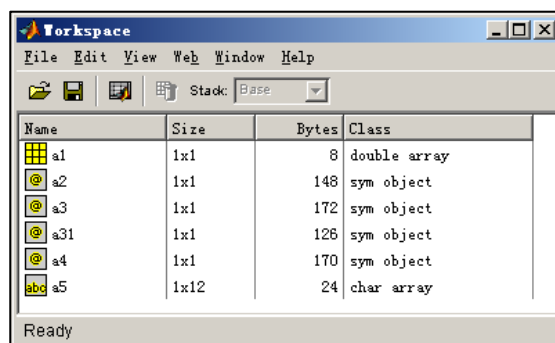 Workspace
File Edit View Web Window Help
Stack: Base
Name Size Bytes Class
a1 1x1 8 double array
@ a2 1x1 148 sym object
@ a3 1x1 172 sym object
@ a31 1x1 126 sym object
@ a4 1x1 170 sym object
abc a5 1x12 24 char array
Ready